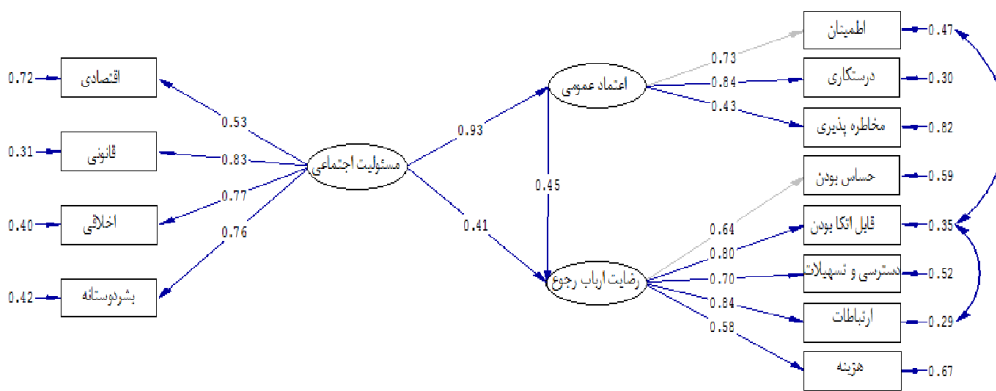 اقتصادی
قانونی
اخلاقی
بشردوستانه
0.72
0.31
0.40
0.42
0.53
0.83
0.77
0.76
مسئولیت اجتماعی
0.93
0.41
اعتماد عمومی
0.45
رضایت ارباب رجوع
0.73
0.84
0.43
0.64
0.80
0.70
0.84
0.58
اطمینان
درستکاری
مخاطره پذیری
حساس بودن
قابل اتکا بودن
دسترسی و تسهیلات
ارتباطات
هزینه
0.47
0.30
0.82
0.59
0.35
0.52
0.29
0.67